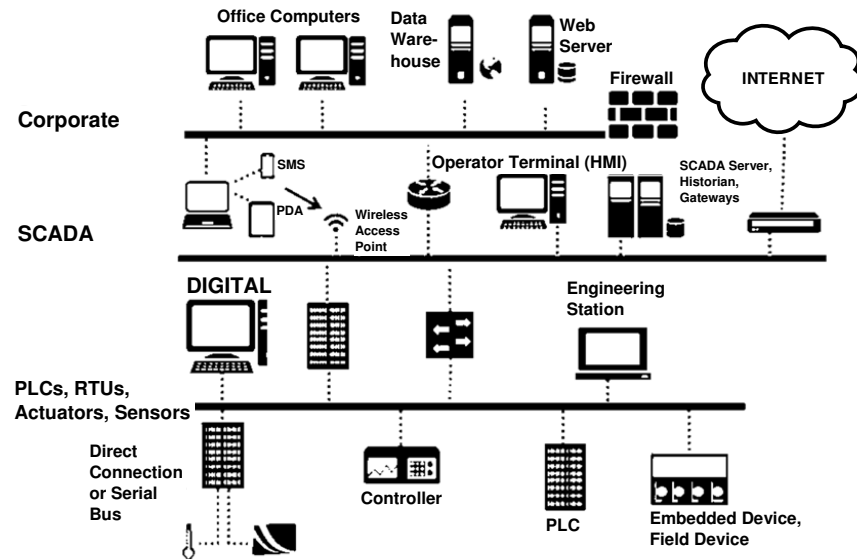 Office Computers
Data
Ware-
house
Web
Server
Firewall
INTERNET
Corporate
SMS
PDA
Wireless
Access
Point
Operator Terminal (HMI)
SCADA Server,
Historian,
Gateways
SCADA
DIGITAL
Engineering
Station
PLCs, RTUs,
Actuators, Sensors
Direct
Connection
or Serial
Bus
Controller
PLC
Embedded Device,
Field Device